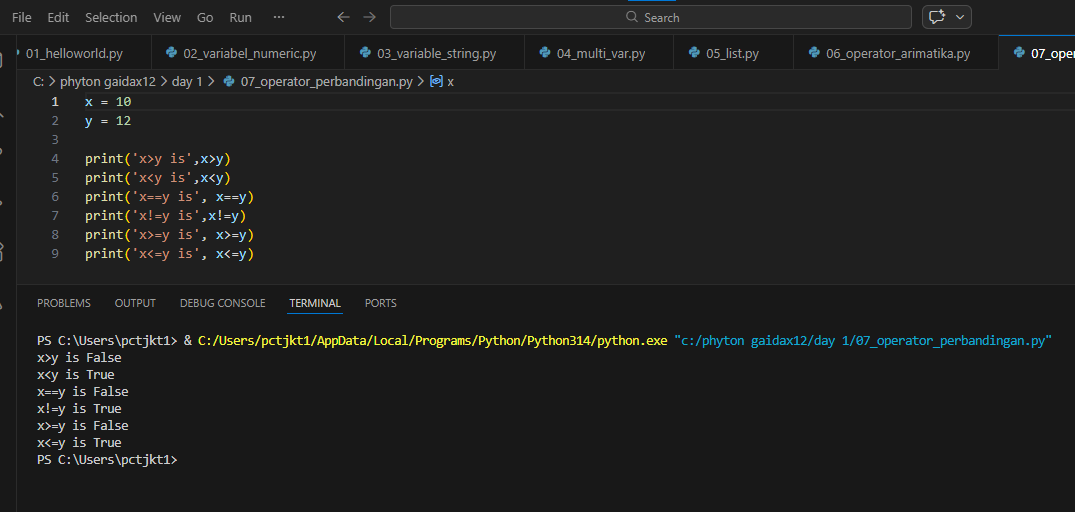 File Edit Selection View Go Run ··· ← → Search
01_helloworld.py 02_variabel_numeric.py 03_variable_string.py 04_multi_var.py 05_list.py 06_operator_arimatika.py 07_oper
C: > phyton gaidax12 > day 1 > 07_operator_perbandingan.py > x
1 x = 10
2 y = 12
3
4 print('x>y is',x>y)
5 print('x<y is',x<y)
6 print('x==y is', x==y)
7 print('x!=y is',x!=y)
8 print('x>=y is', x>=y)
9 print('x<=y is', x<=y)
PROBLEMS OUTPUT DEBUG CONSOLE TERMINAL PORTS
PS C:\Users\pctjkt1> & C:/Users/pctjkt1/AppData/Local/Programs/Python/Python314/python.exe "c:/phyton gaidax12/day 1/07_operator_perbandingan.py"
x>y is False
x<y is True
x==y is False
x!=y is True
x>=y is False
x<=y is True
PS C:\Users\pctjkt1>